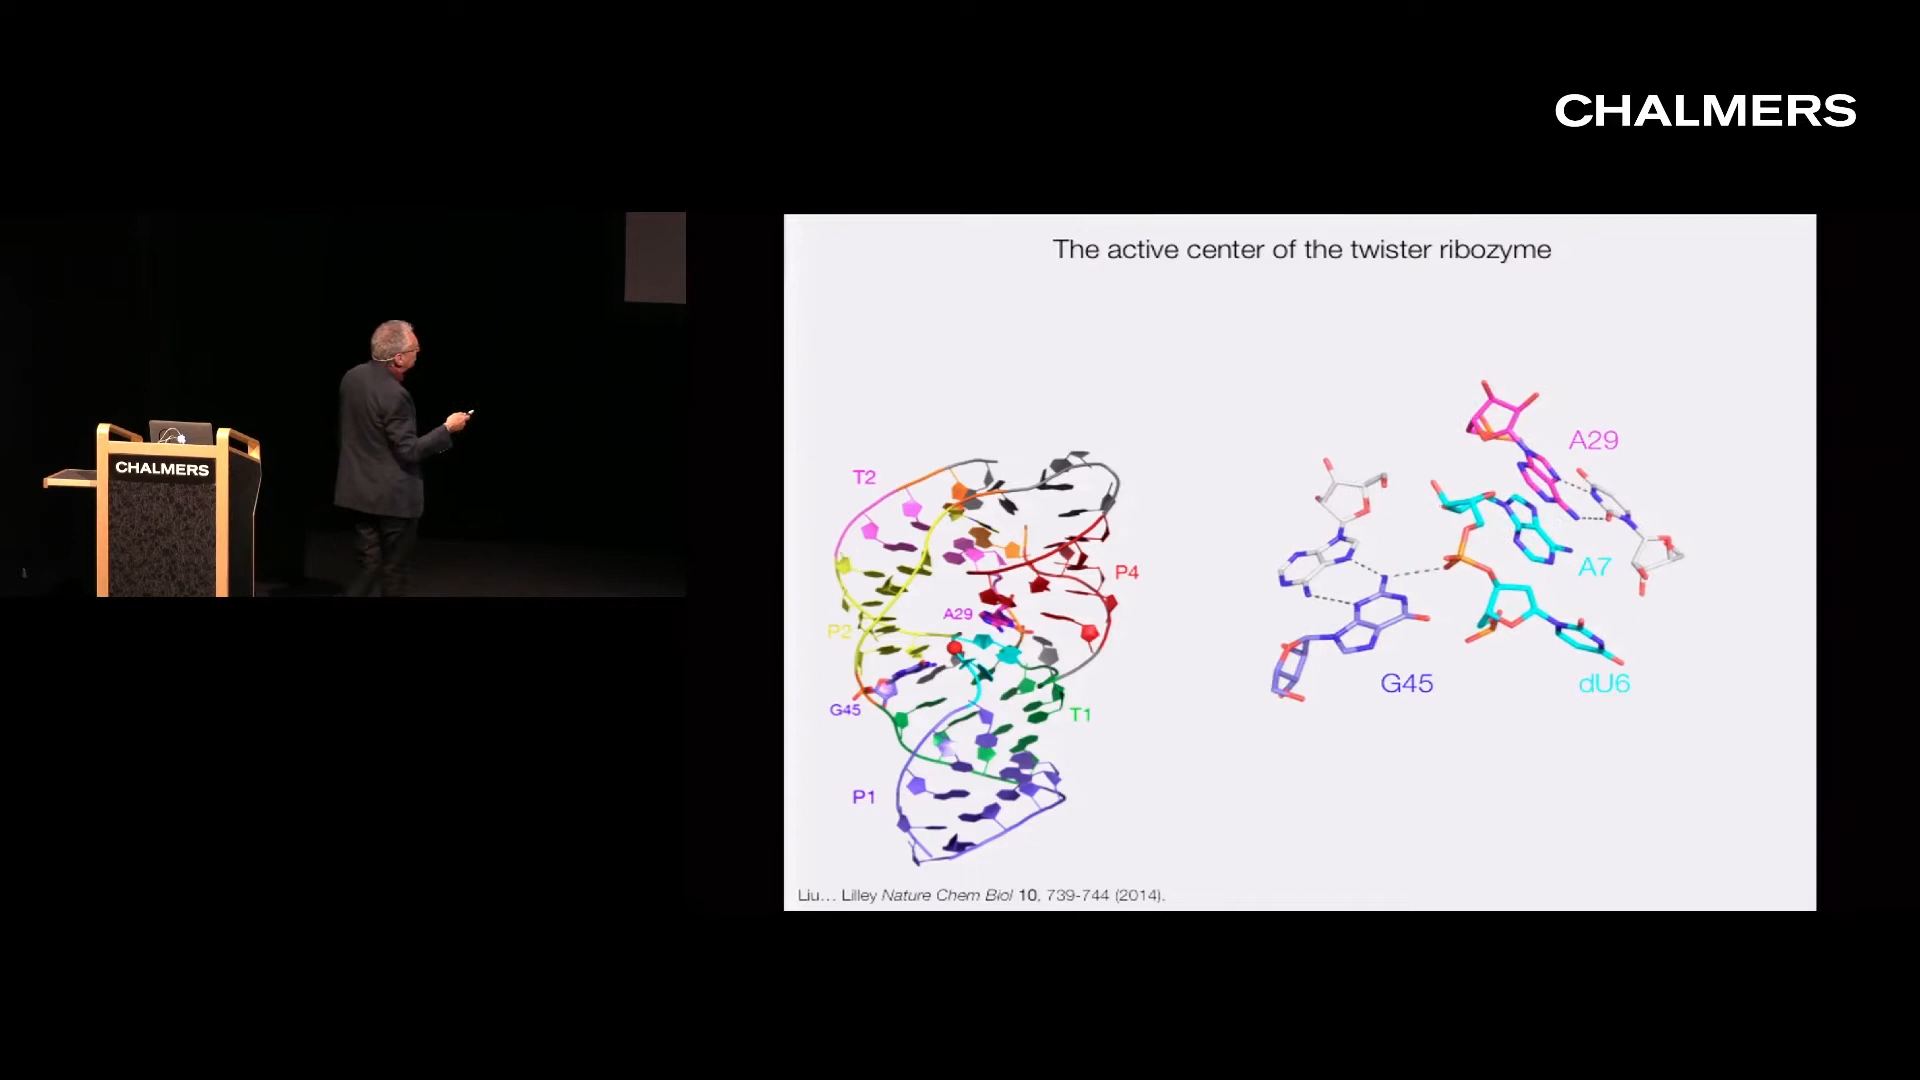 CHALMERS
CHALMERS
The active center of the twister ribozyme
T2
P4
A29
P2
G45
T1
P1
A29
A7
G45
dU6
Liu... Lilley Nature Chem Biol 10, 739-744 (2014).